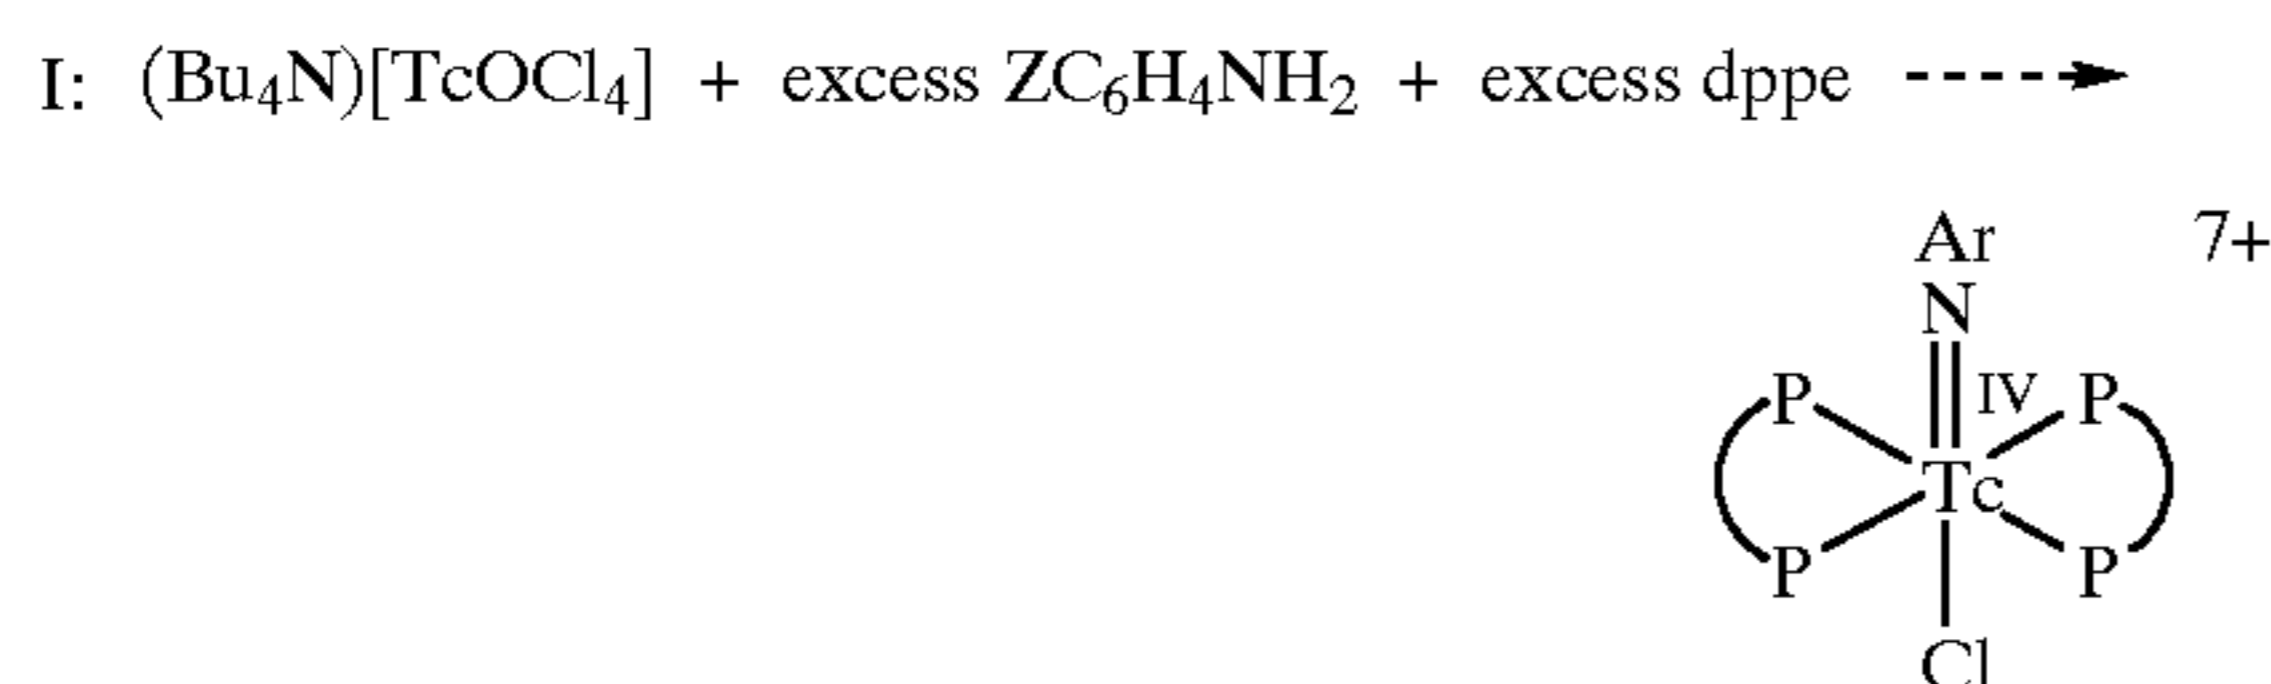 I: (Bu₄N)[TcOCl₄] + excess ZC₆H₄NH₂ + excess dppe
Ar 7+
N
P IV P
Tc
P P
Cl